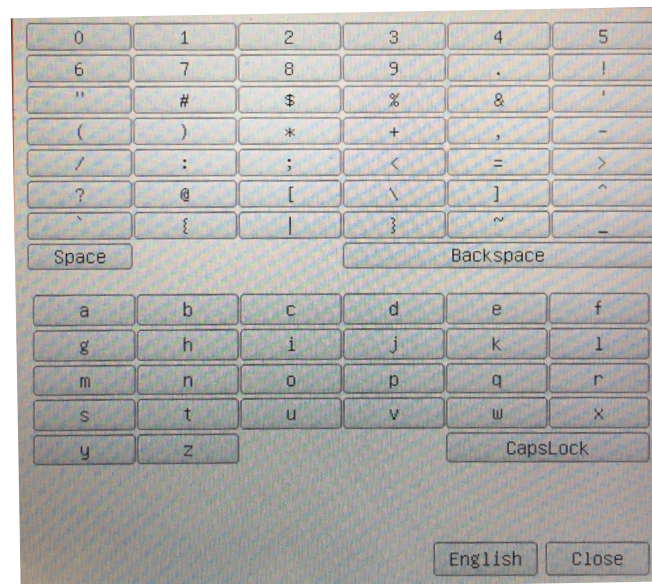 0 1 2 3 4 5
6 7 8 9 . !
" # $ % & '
( ) * + , -
/ : ; < = >
? @ [ \ ] ^
` { | } ~ _
Space Backspace
a b c d e f
g h i j k l
m n o p q r
s t u v w x
y z CapsLock
English Close